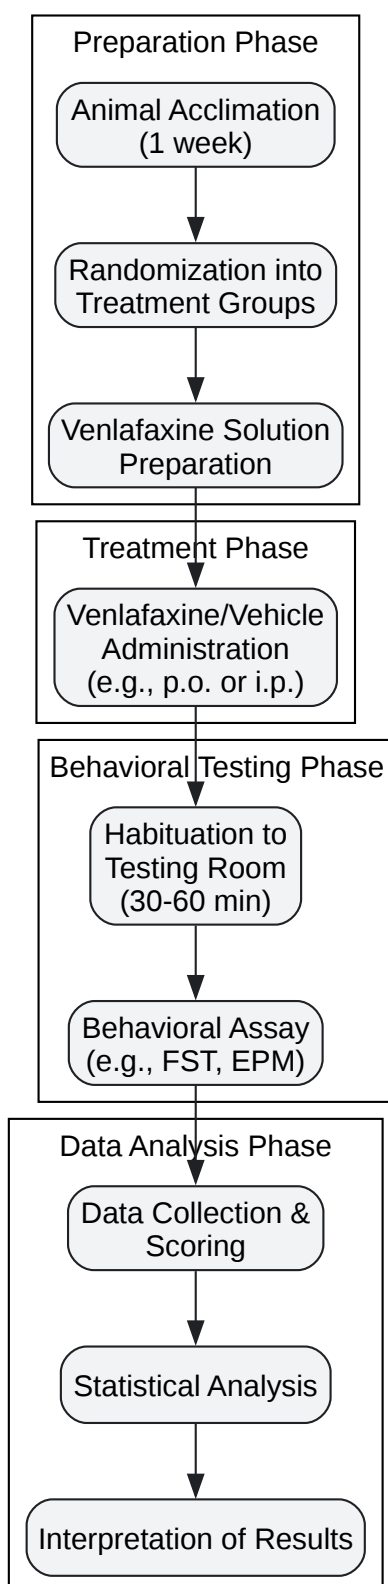 Preparation Phase
Animal Acclimation
(1 week)
Randomization into
Treatment Groups
Venlafaxine Solution
Preparation
Treatment Phase
Venlafaxine/Vehicle
Administration
(e.g., p.o. or i.p.)
Behavioral Testing Phase
Habituation to
Testing Room
(30-60 min)
Behavioral Assay
(e.g., FST, EPM)
Data Analysis Phase
Data Collection &
Scoring
Statistical Analysis
Interpretation of Results